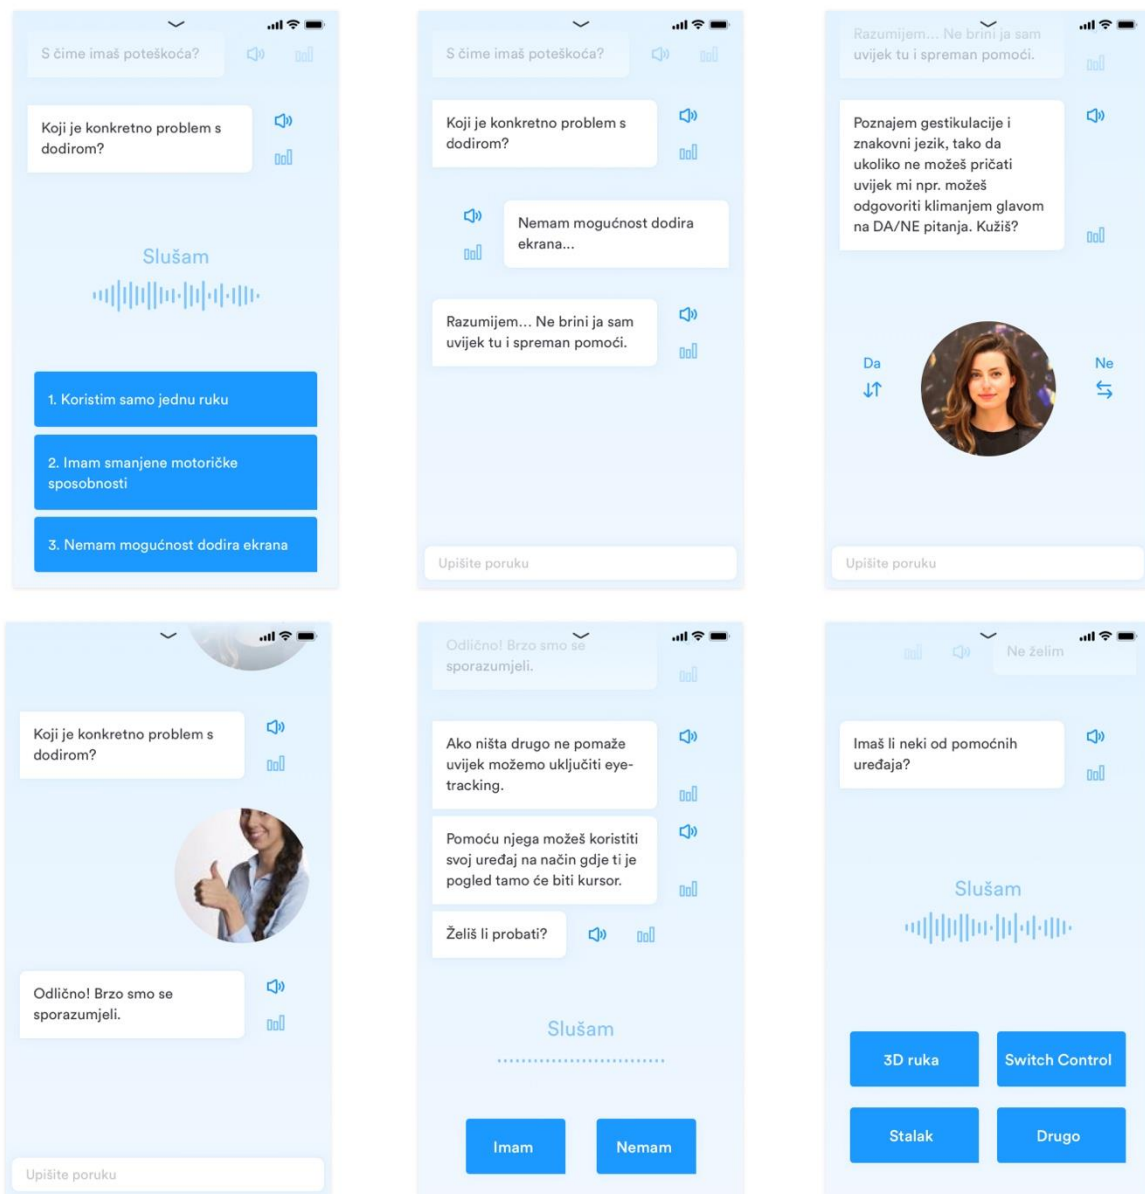 S čime imaš poteškoća?
Koji je konkretno problem s
dodirom?
Slušam
1. Koristim samo jednu ruku
2. Imam smanjene motoričke
sposobnosti
3. Nemam mogućnost dodira ekrana
S čime imaš poteškoća?
Koji je konkretno problem s
dodirom?
Nemam mogućnost dodira
ekrana...
Razumijem... Ne brini ja sam
uvijek tu i spreman pomoći.
Upišite poruku
Razumijem... Ne brini ja sam
uvijek tu i spreman pomoći.
Poznajem gestikulacije i
znakovni jezik, tako da
ukoliko ne možeš pričati
uvijek mi npr. možeš
odgovoriti klimanjem glavom
na DA/NE pitanja. Kužiš?
Da
Ne
Upišite poruku
Koji je konkretno problem s
dodirom?
Odlično! Brzo smo se
sporazumjeli.
Upišite poruku
Odlično! Brzo smo se
sporazumjeli.
Ako ništa drugo ne pomaže
uvijek možemo uključiti eye-
tracking.
Pomoću njega možeš koristiti
svoj uređaj na način gdje ti je
pogled tamo će biti kursor.
Želiš li probati?
Slušam
Imam
Nemam
Ne želim
Imaš li neki od pomoćnih
uređaja?
Slušam
3D ruka
Switch Control
Stalak
Drugo